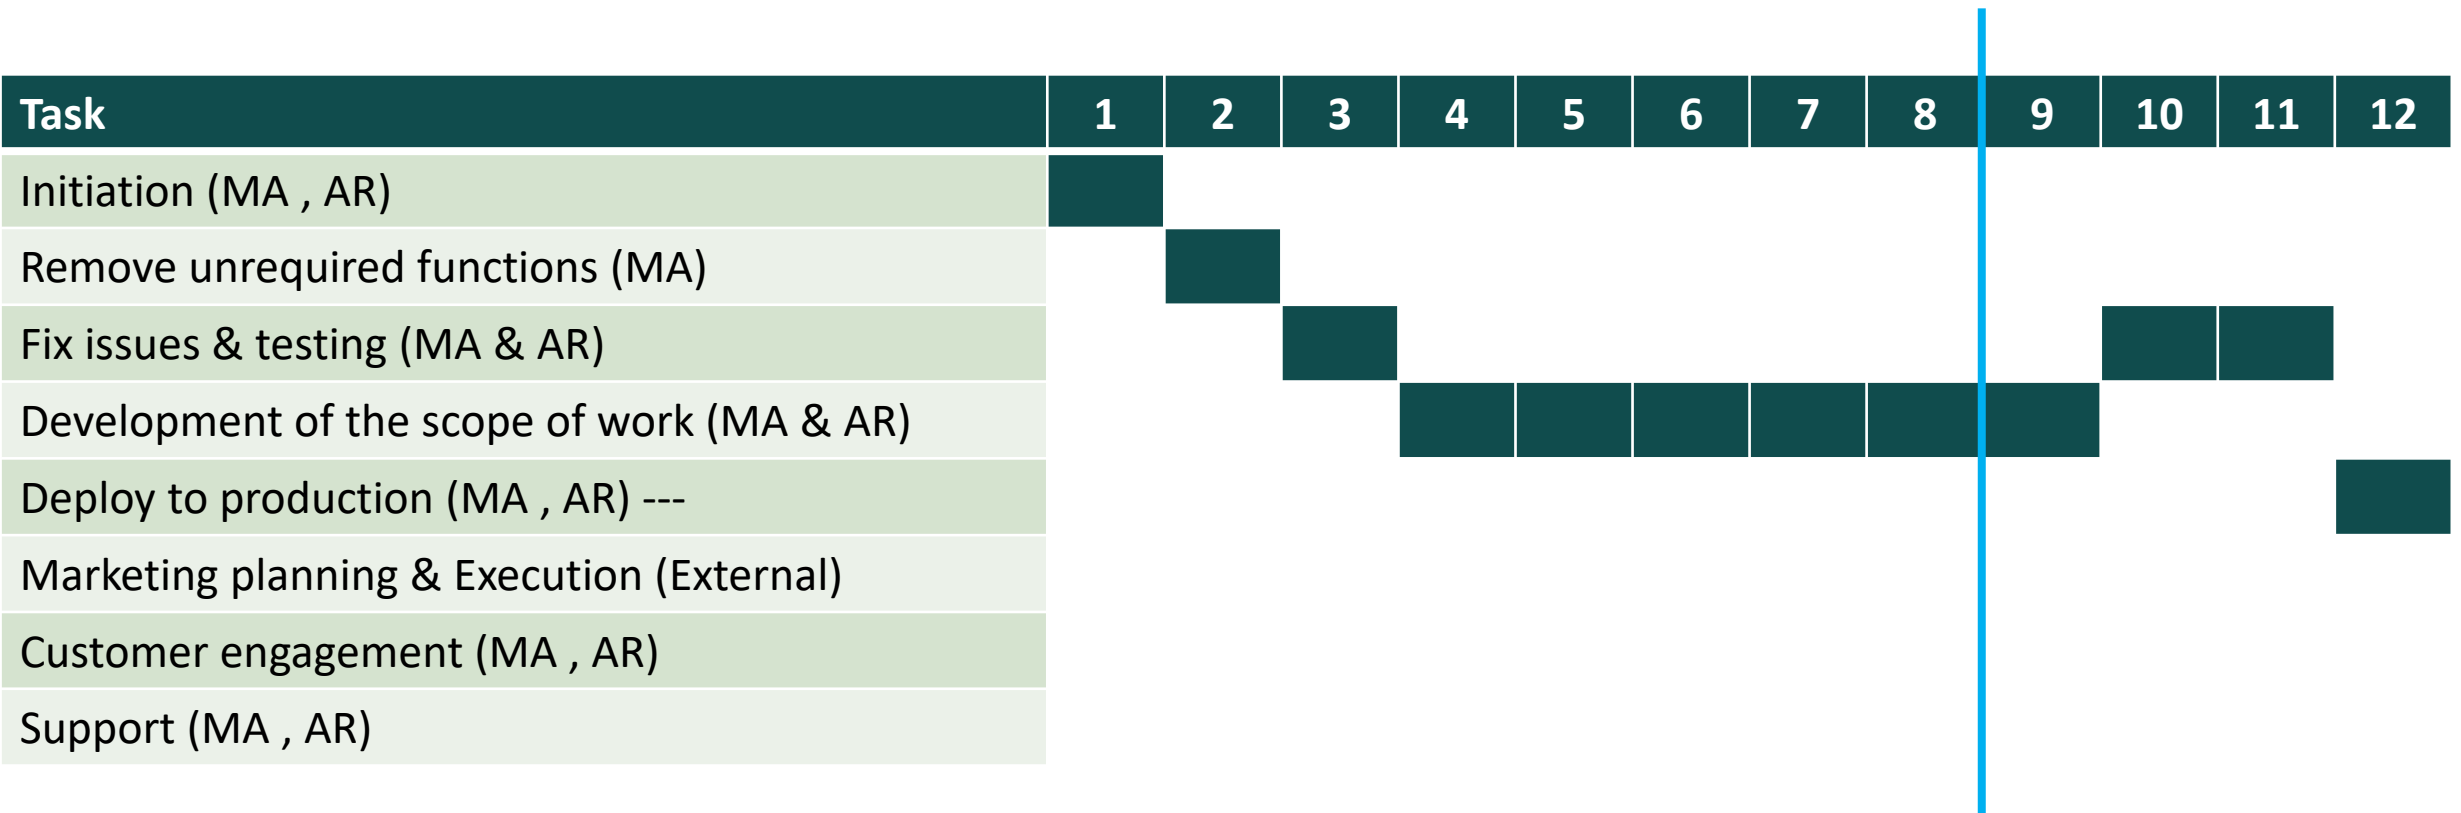 Task 1 2 3 4 5 6 7 8 9 10 11 12
Initiation (MA , AR)
Remove unrequired functions (MA)
Fix issues & testing (MA & AR)
Development of the scope of work (MA & AR)
Deploy to production (MA , AR) ---
Marketing planning & Execution (External)
Customer engagement (MA , AR)
Support (MA , AR)